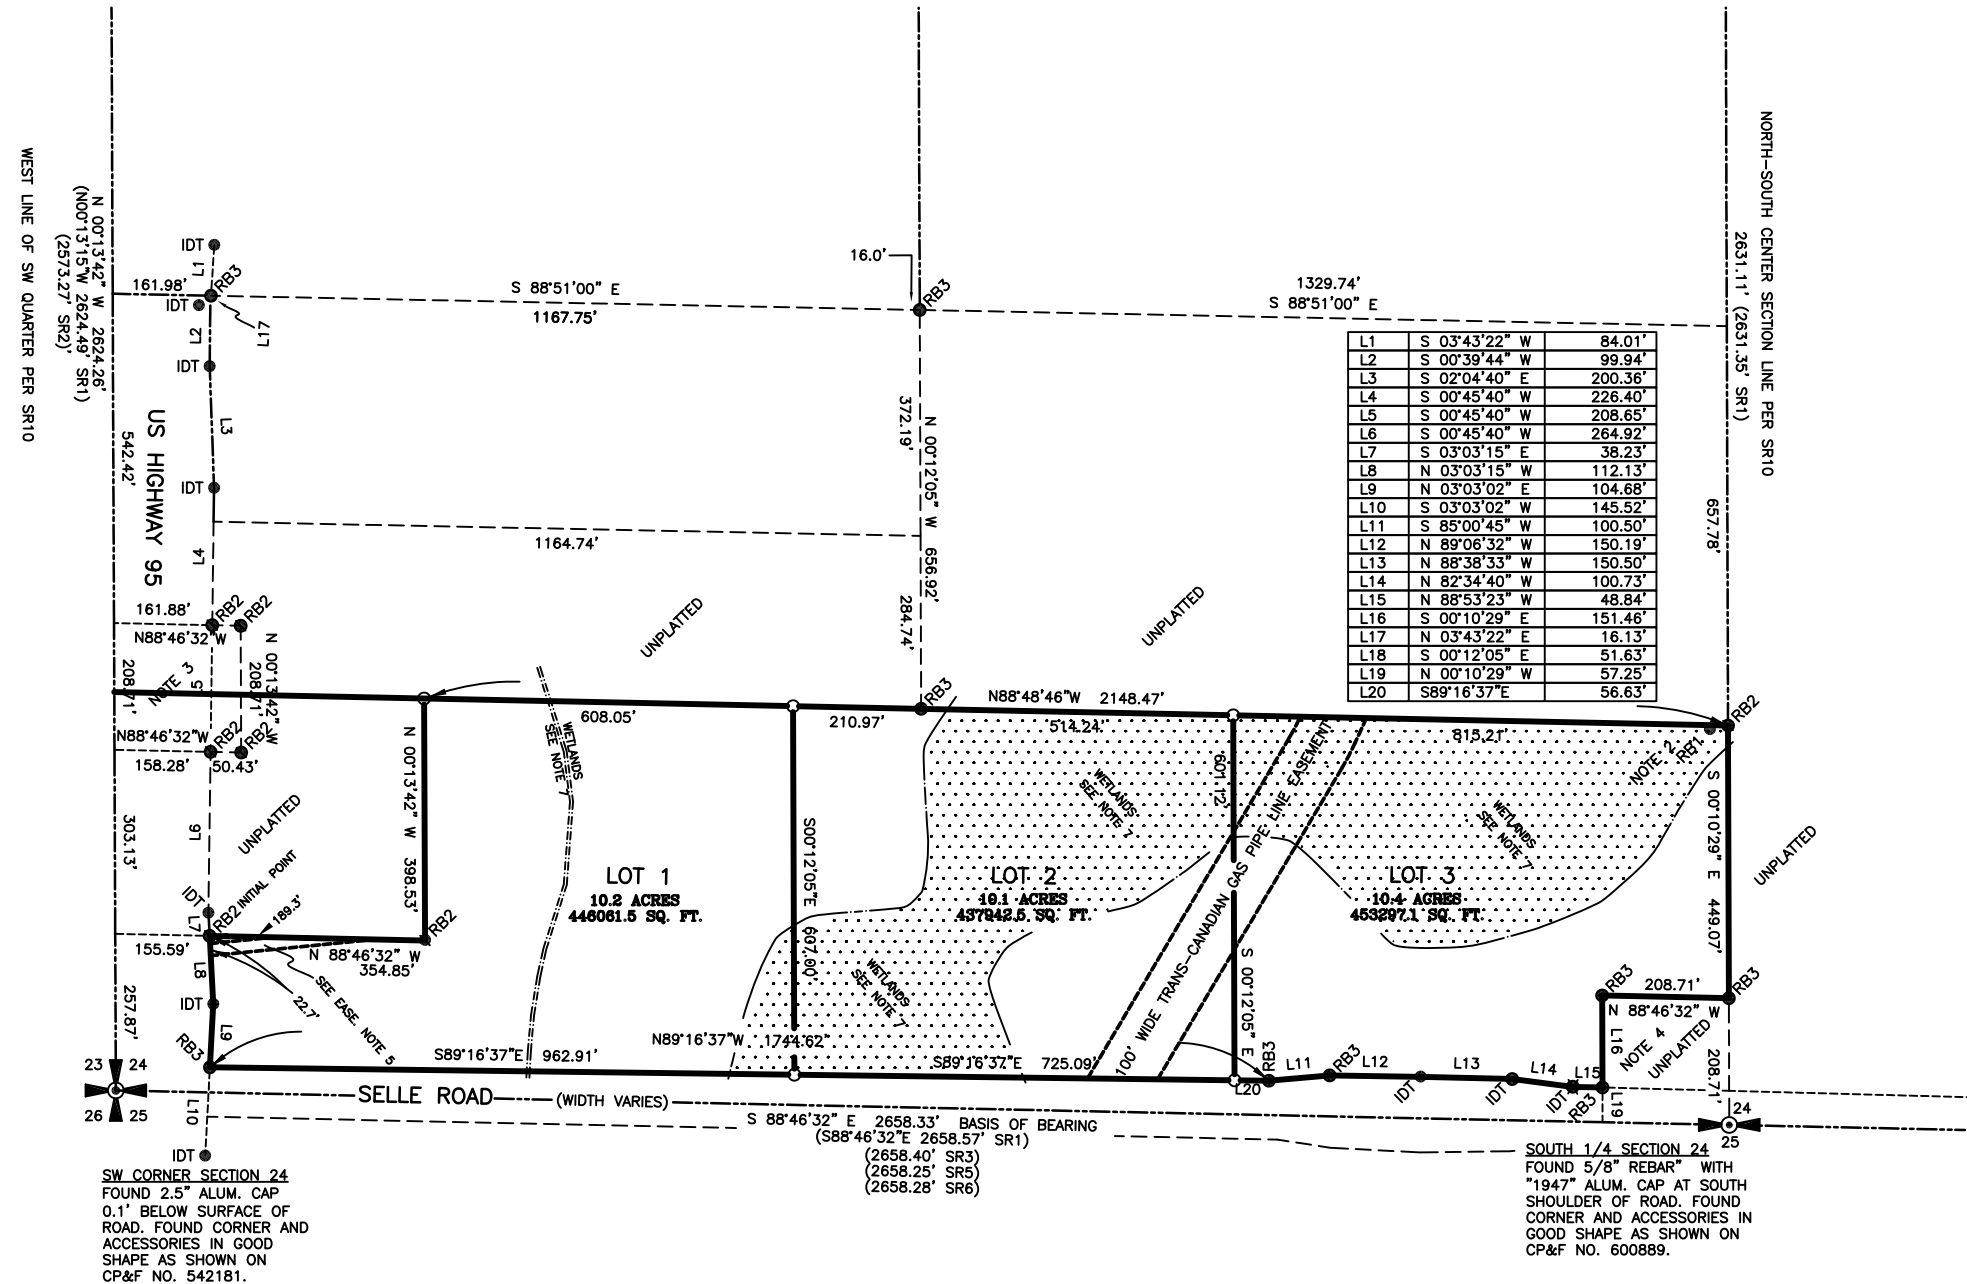 WEST LINE OF SW QUARTER PER SR10
N 00°13'42" W 2624.26'
(N00°13'15"W 2624.49' SR1)
(2573.27' SR2)'
542.42'
US HIGHWAY 95
IDT
L1
RB3
161.98'
IDT
L17
L2
IDT
L3
IDT
L4
S 88°51'00" E
1167.75'
16.0'
RB3
1329.74'
S 88°51'00" E
NORTH-SOUTH CENTER SECTION LINE PER SR10
2631.11' (2631.35' SR1)
657.78'
372.19'
N 00°12'05" W 656.92'
284.74'
1164.74'
L1 S 03°43'22" W 84.01'
L2 S 00°39'44" W 99.94'
L3 S 02°04'40" E 200.36'
L4 S 00°45'40" W 226.40'
L5 S 00°45'40" W 208.65'
L6 S 00°45'40" W 264.92'
L7 S 03°03'15" E 38.23'
L8 N 03°03'15" W 112.13'
L9 N 03°03'02" E 104.68'
L10 S 03°03'02" W 145.52'
L11 S 85°00'45" W 100.50'
L12 N 89°06'32" W 150.19'
L13 N 88°38'33" W 150.50'
L14 N 82°34'40" W 100.73'
L15 N 88°53'23" W 48.84'
L16 S 00°10'29" E 151.46'
L17 N 03°43'22" E 16.13'
L18 S 00°12'05" E 51.63'
L19 N 00°10'29" W 57.25'
L20 S89°16'37"E 56.63'
161.88'
RB2
RB2
N88°46'32"W
NOTE 3
208.71'
5
208.71'
N 00°13'42" W
UNPLATTED
UNPLATTED
N88°46'32"W
RB2
RB2
158.28'
50.43'
608.05'
210.97'
RB3
N88°48'46"W 2148.47'
514.24'
815.21'
RB2
RB1
NOTE 2
WETLANDS
SEE NOTE 7
N 00°13'42" W 398.53'
303.13'
L6
UNPLATTED
INITIAL POINT
IDT
L7
RB2
189.3'
155.59'
N 88°46'32" W
354.85'
RB2
LOT 1
10.2 ACRES
446061.5 SQ. FT.
S00°12'05"E 607.00'
WETLANDS
SEE NOTE 7
LOT 2
10.1 ACRES
437942.5 SQ. FT.
601.12'
S 00°12'05" E
100' WIDE TRANS-CANADIAN GAS PIPE LINE EASEMENT
WETLANDS
SEE NOTE 7
LOT 3
10.4 ACRES
453297.1 SQ. FT.
S 00°10'29" E 449.07'
UNPLATTED
WETLANDS
SEE NOTE 7
L8
22.7'
SEE EASE. NOTE 5
257.87'
IDT
L9
RB3
RB3
208.71'
RB3
N 88°46'32" W
L16
NOTE 4
UNPLATTED
208.71'
N89°16'37"W 1744.62'
S89°16'37"E 962.91'
S89°16'37"E 725.09'
L20
RB3
L11
RB3
L12
IDT
L13
IDT
L14
IDT
L15
RB3
L19
23 24
26 25
L10
IDT
SELLE ROAD
(WIDTH VARIES)
S 88°46'32" E 2658.33' BASIS OF BEARING
(S88°46'32"E 2658.57' SR1)
(2658.40' SR3)
(2658.25' SR5)
(2658.28' SR6)
24
25
SW CORNER SECTION 24
FOUND 2.5" ALUM. CAP
0.1' BELOW SURFACE OF
ROAD. FOUND CORNER AND
ACCESSORIES IN GOOD
SHAPE AS SHOWN ON
CP&F NO. 542181.
SOUTH 1/4 SECTION 24
FOUND 5/8" REBAR" WITH
"1947" ALUM. CAP AT SOUTH
SHOULDER OF ROAD. FOUND
CORNER AND ACCESSORIES IN
GOOD SHAPE AS SHOWN ON
CP&F NO. 600889.